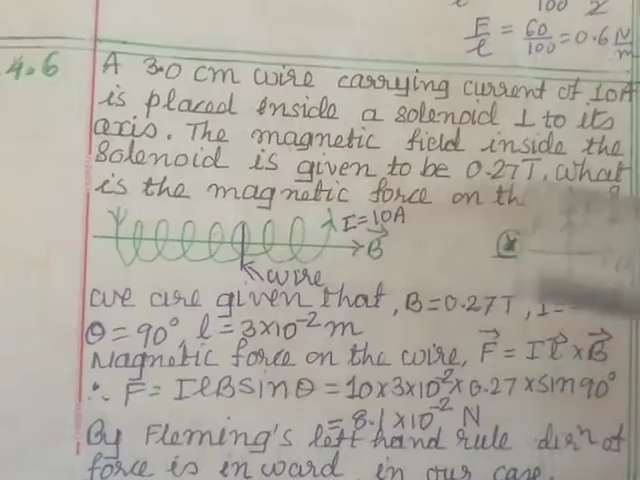 100 2
F/l = 60/100 = 0.6 N/m
4.6 A 3.0 cm wire carrying current of 10A
is placed inside a solenoid ⊥ to its
axis. The magnetic field inside the
solenoid is given to be 0.27T. What
is the magnetic force on th
I=10A
B⃗
wire
we are given that, B=0.27T, I=
θ=90°, l=3×10⁻² m
Magnetic force on the wire, F⃗ = Il⃗ × B⃗
∴ F = IlBsinθ = 10×3×10⁻²×0.27×sin90°
= 8.1×10⁻² N
By Fleming's left hand rule dirn of
force is inward in our case.